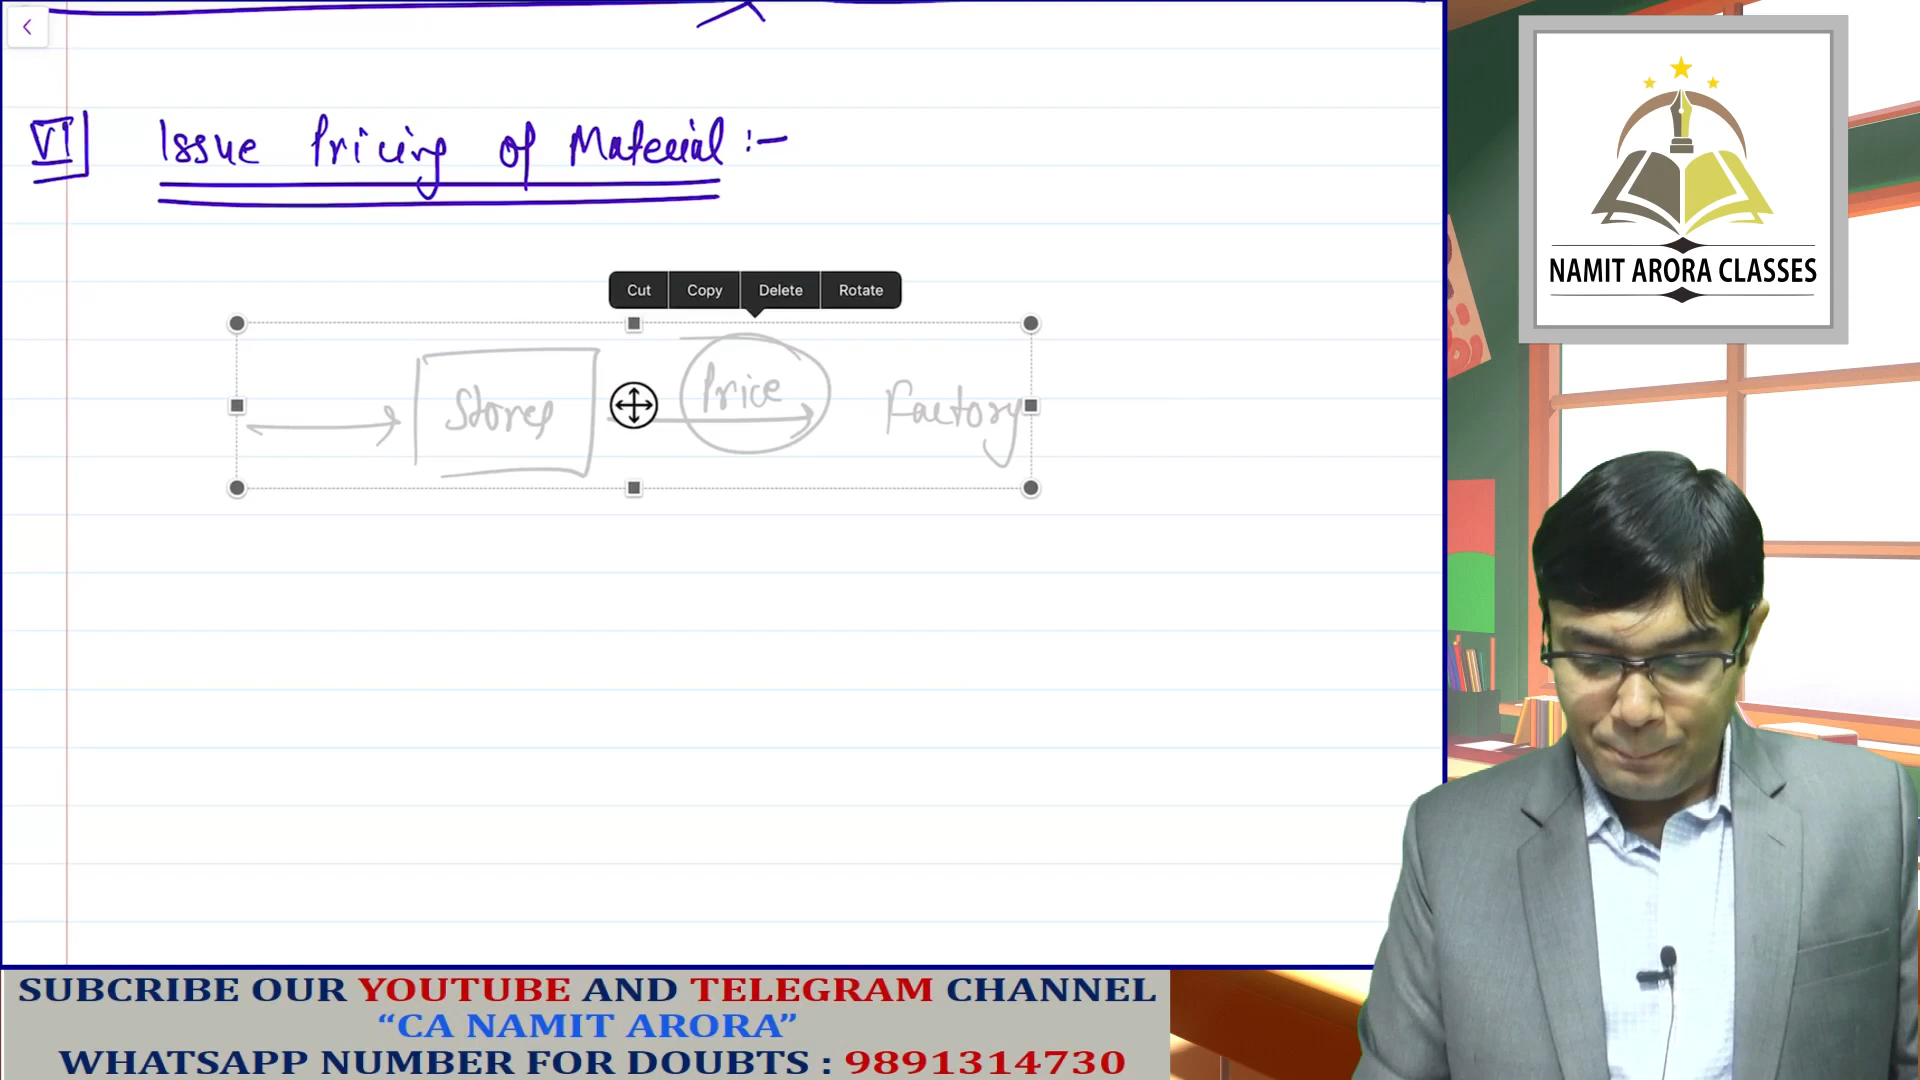 VI Issue Pricing of Material :-
Cut Copy Delete Rotate
Stores Price Factory
NAMIT ARORA CLASSES
SUBCRIBE OUR YOUTUBE AND TELEGRAM CHANNEL
“CA NAMIT ARORA”
WHATSAPP NUMBER FOR DOUBTS : 9891314730